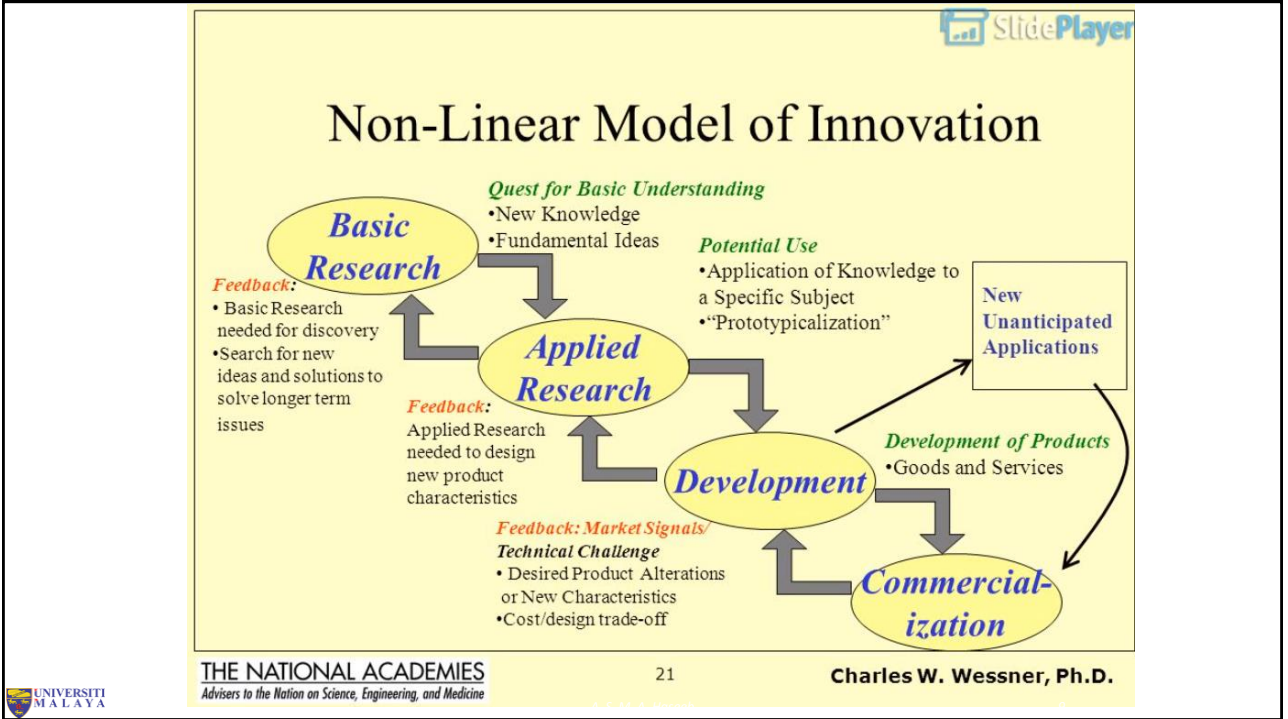 SlidePlayer
Non-Linear Model of Innovation
Quest for Basic Understanding
•New Knowledge
•Fundamental Ideas
Basic
Research
Potential Use
•Application of Knowledge to
a Specific Subject
•“Prototypicalization”
New
Unanticipated
Applications
Feedback:
• Basic Research
needed for discovery
•Search for new
ideas and solutions to
solve longer term
issues
Applied
Research
Feedback:
Applied Research
needed to design
new product
characteristics
Development of Products
•Goods and Services
Development
Feedback: Market Signals/
Technical Challenge
• Desired Product Alterations
or New Characteristics
•Cost/design trade-off
Commercial-
ization
THE NATIONAL ACADEMIES
Advisers to the Nation on Science, Engineering, and Medicine
21
Charles W. Wessner, Ph.D.
UNIVERSITI
MALAYA